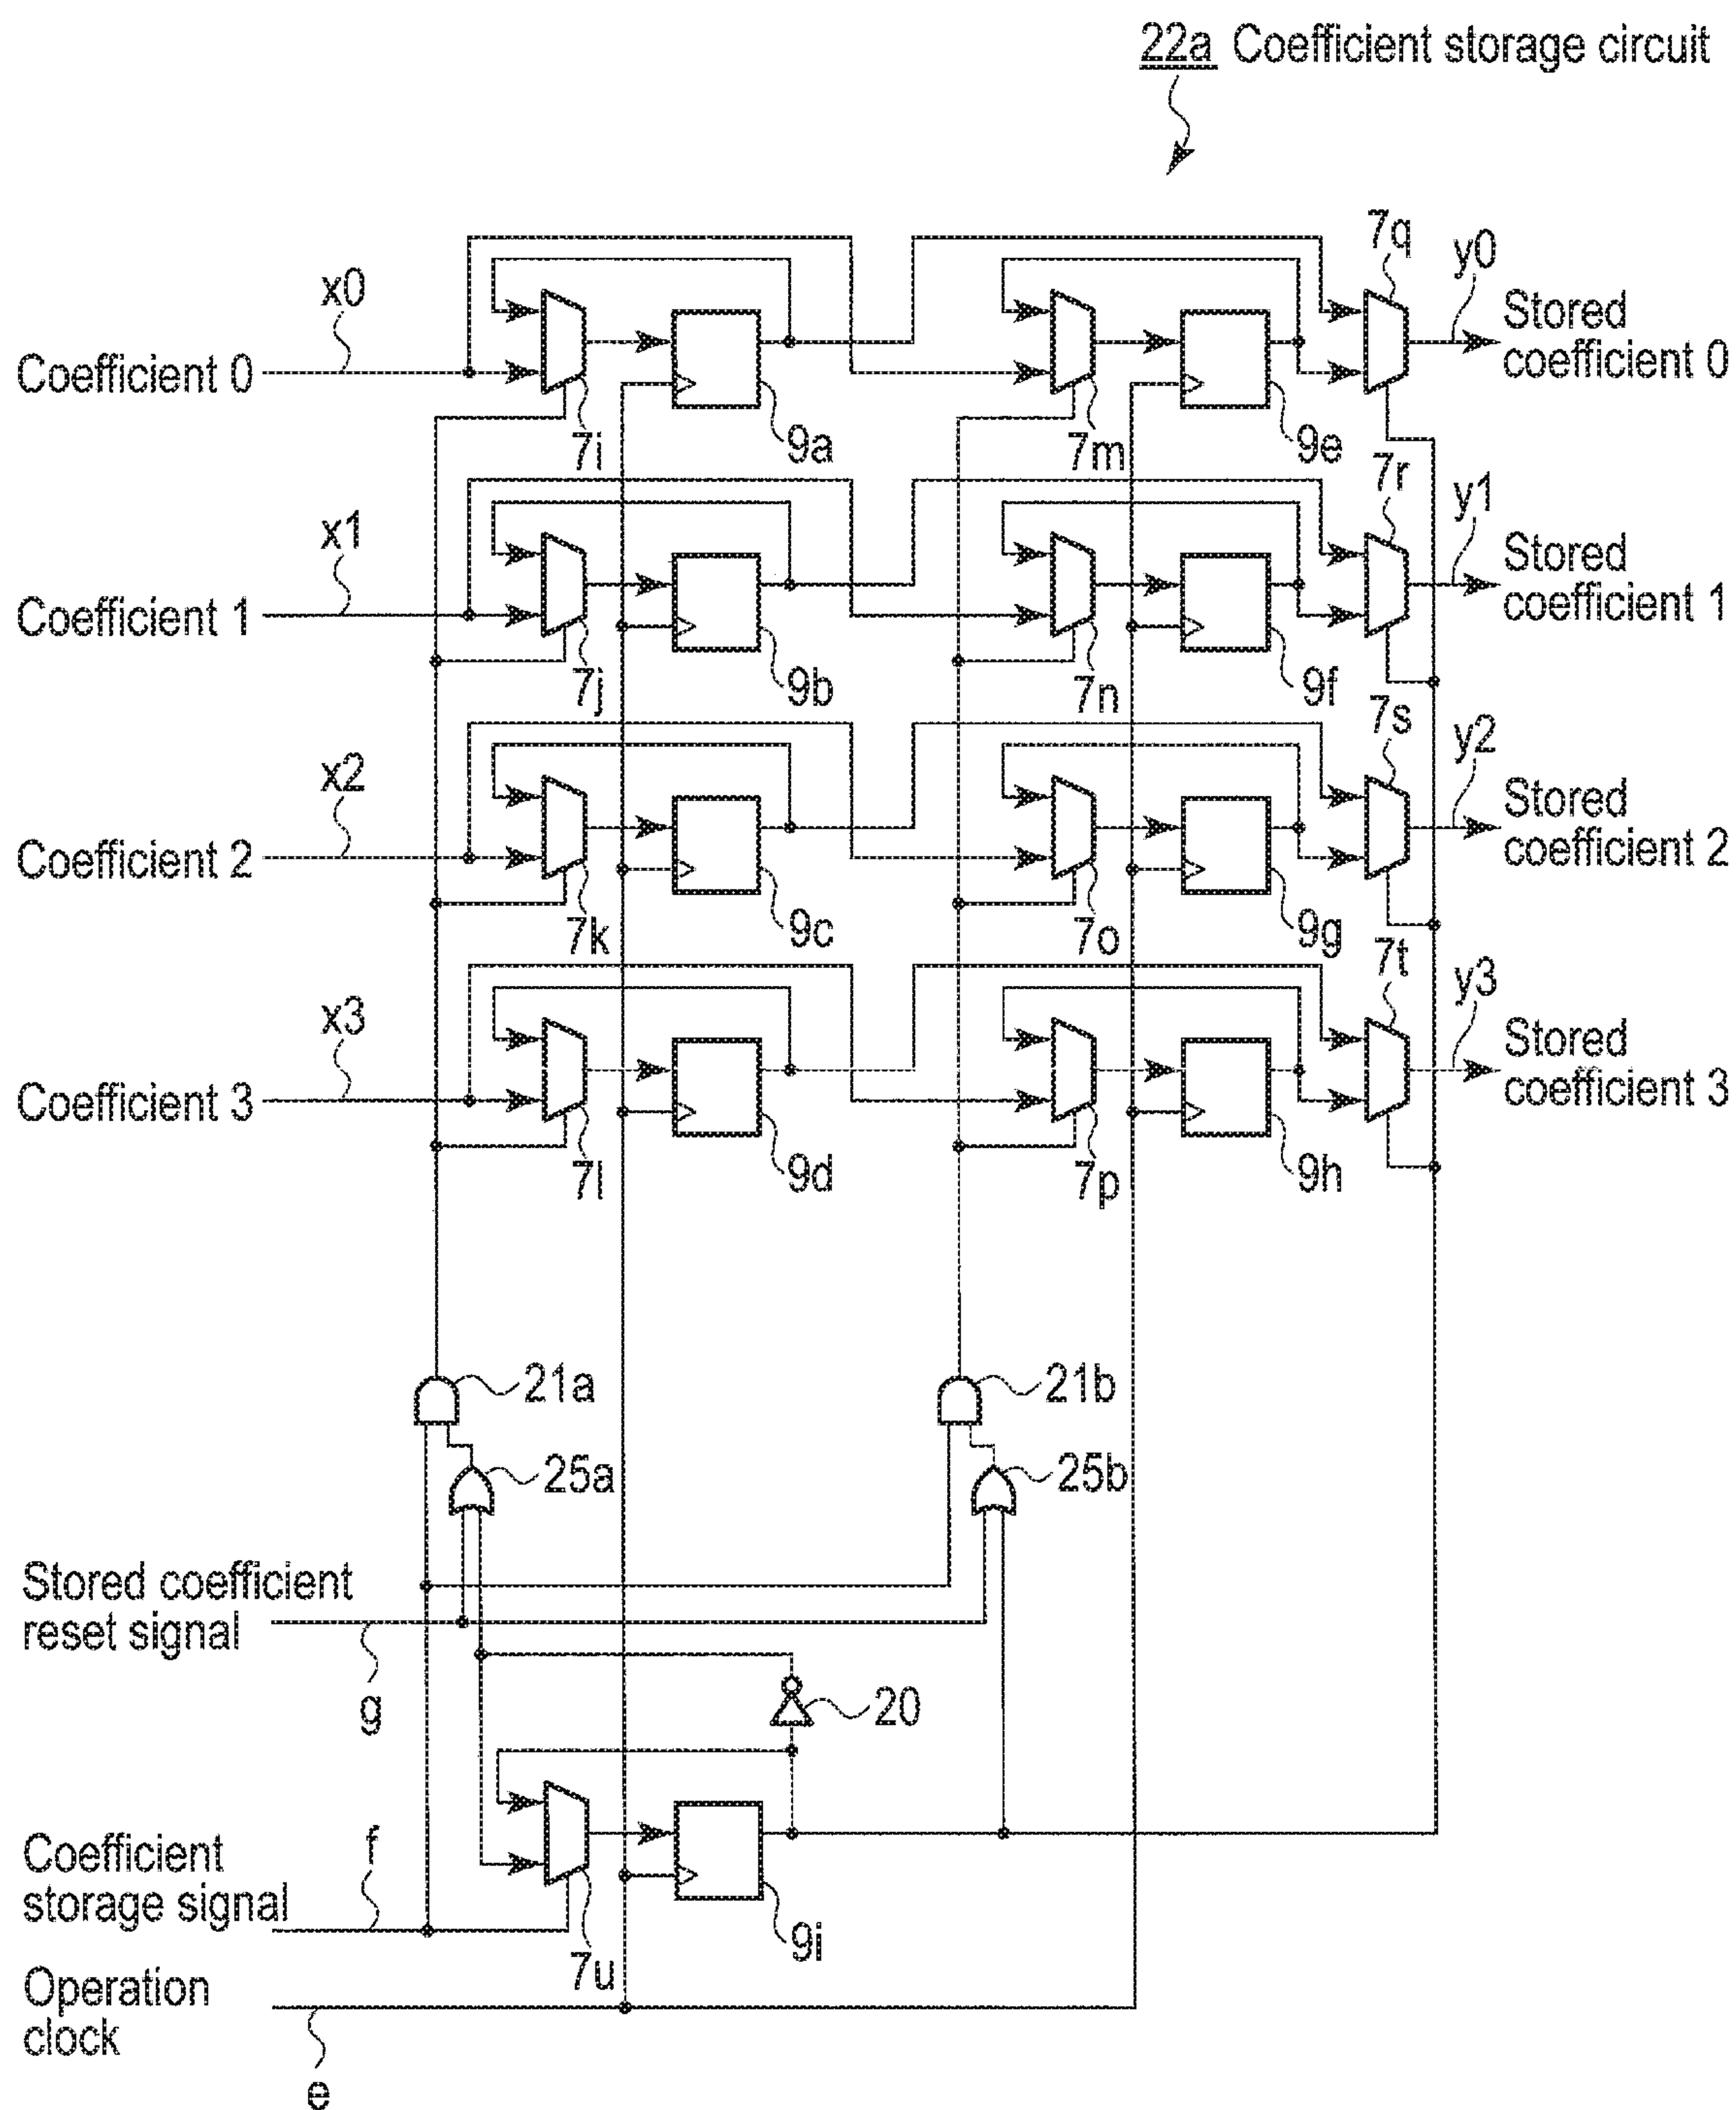 22a Coefficient storage circuit
7q
y0
x0
Stored
coefficient 0
Coefficient 0
7i
9a
7m
9e
7r
y1
x1
Stored
coefficient 1
Coefficient 1
7j
9b
7n
9f
7s
y2
x2
Stored
coefficient 2
Coefficient 2
7k
9c
7o
9g
7t
y3
x3
Stored
coefficient 3
Coefficient 3
7l
9d
7p
9h
21a
21b
25a
25b
Stored coefficient
reset signal
g
20
Coefficient
storage signal
f
9i
7u
Operation
clock
e